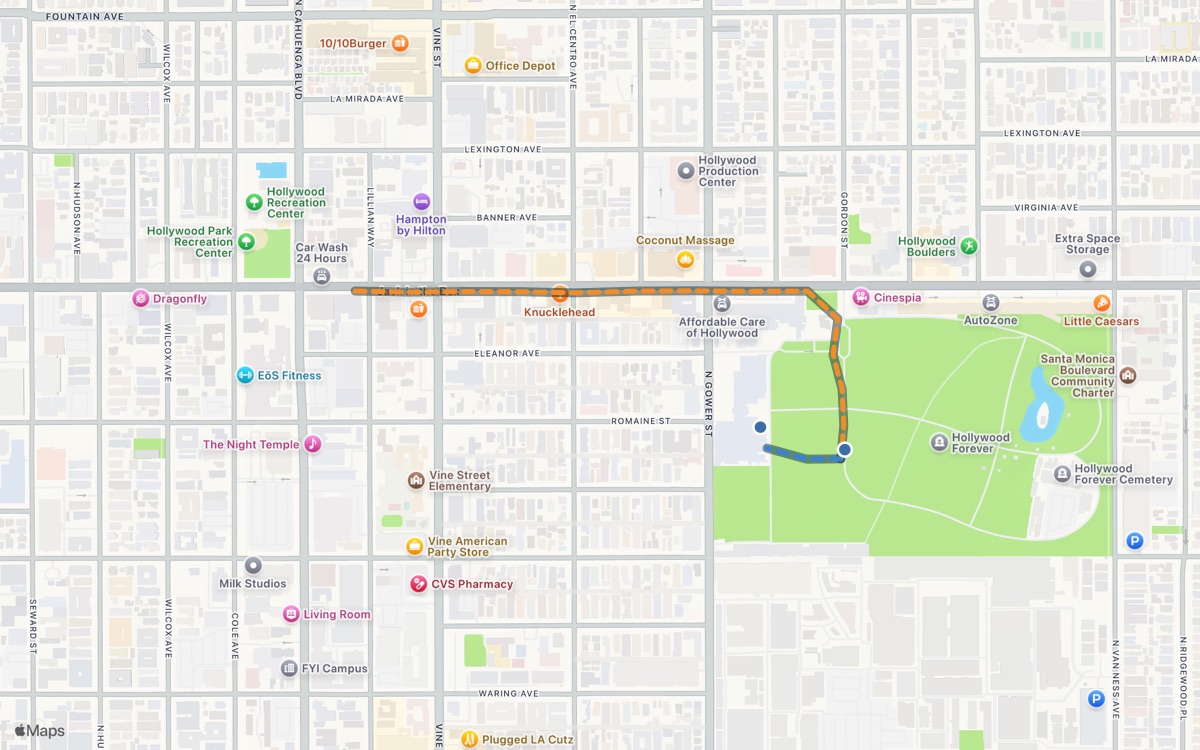 FOUNTAIN AVE
N CAHUENGA BLVD
VINE ST
N EL CENTRO AVE
WILCOX AVE
10/10Burger
Office Depot
LA MIRADA AVE
LA MIRADA
LEXINGTON AVE
LEXINGTON AVE
Hollywood
Production
Center
N HUDSON AVE
Hollywood
Recreation
Center
LILLIAN WAY
Hampton
by Hilton
BANNER AVE
GORDON ST
VIRGINIA AVE
Hollywood Park
Recreation
Center
Car Wash
24 Hours
Coconut Massage
Hollywood
Boulders
Extra Space
Storage
Dragonfly
Knucklehead
Affordable Care
of Hollywood
Cinespia
AutoZone
Little Caesars
WILCOX AVE
ELEANOR AVE
EōS Fitness
N GOWER ST
Santa Monica
Boulevard
Community
Charter
ROMAINE ST
The Night Temple
Hollywood
Forever
Vine Street
Elementary
Hollywood
Forever Cemetery
Vine American
Party Store
P
Milk Studios
CVS Pharmacy
SEWARD ST
WILCOX AVE
COLE AVE
Living Room
FYI Campus
N VAN NESS AVE
N RIDGEWOOD PL
WARING AVE
P
Maps
N HU
VINE
Plugged LA Cutz